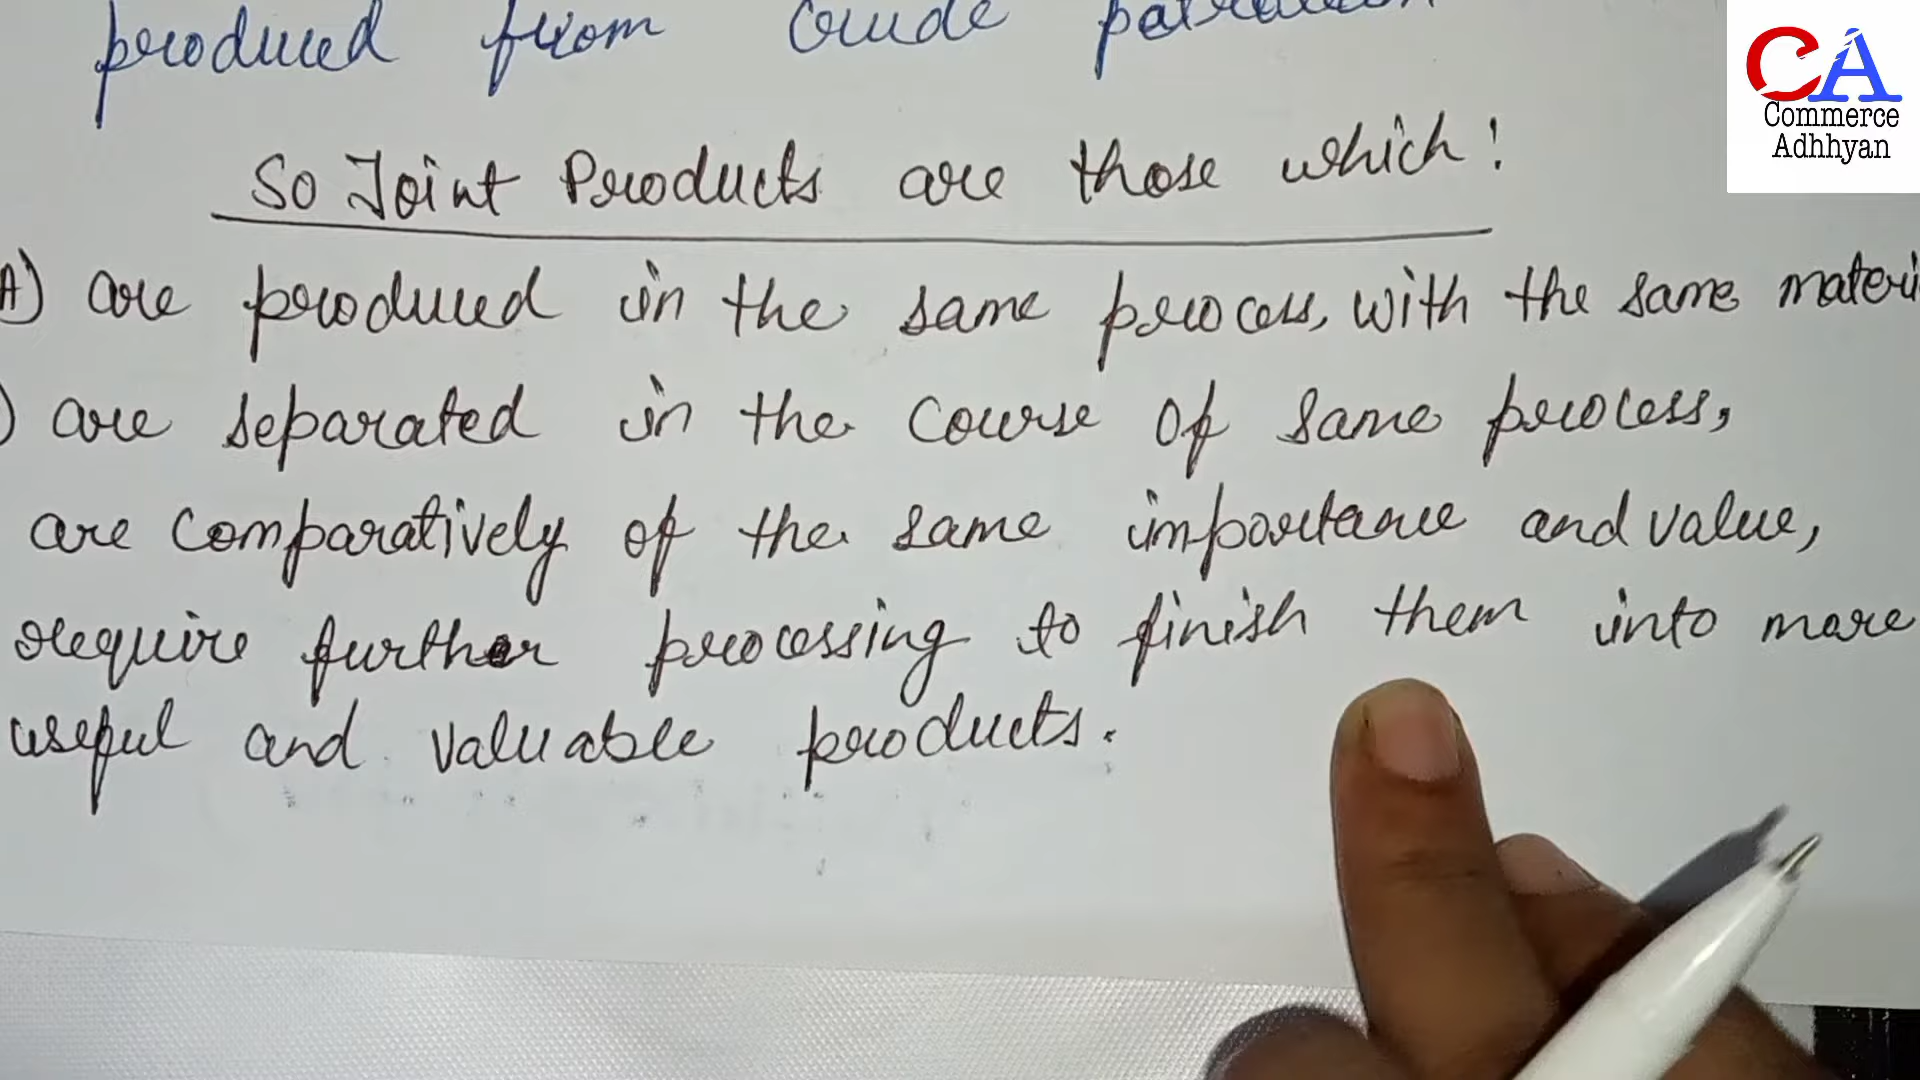 produced from Crude
CA
Commerce
Adhhyan
So Joint Products are those which:
A) are produced in the same process, with the same materi
) are separated in the course of same process,
are comparatively of the same importance and value,
require further processing to finish them into more
useful and valuable products.